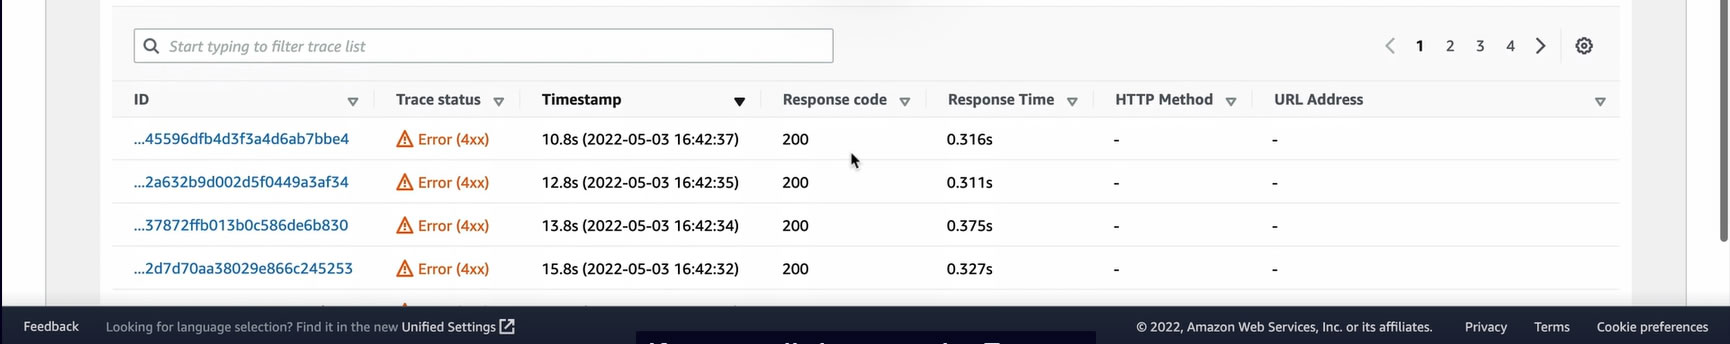 Start typing to filter trace list
1 2 3 4
ID Trace status Timestamp Response code Response Time HTTP Method URL Address
...45596dfb4d3f3a4d6ab7bbe4 Error (4xx) 10.8s (2022-05-03 16:42:37) 200 0.316s - -
...2a632b9d002d5f0449a3af34 Error (4xx) 12.8s (2022-05-03 16:42:35) 200 0.311s - -
...37872ffb013b0c586de6b830 Error (4xx) 13.8s (2022-05-03 16:42:34) 200 0.375s - -
...2d7d70aa38029e866c245253 Error (4xx) 15.8s (2022-05-03 16:42:32) 200 0.327s - -
Feedback Looking for language selection? Find it in the new Unified Settings © 2022, Amazon Web Services, Inc. or its affiliates. Privacy Terms Cookie preferences